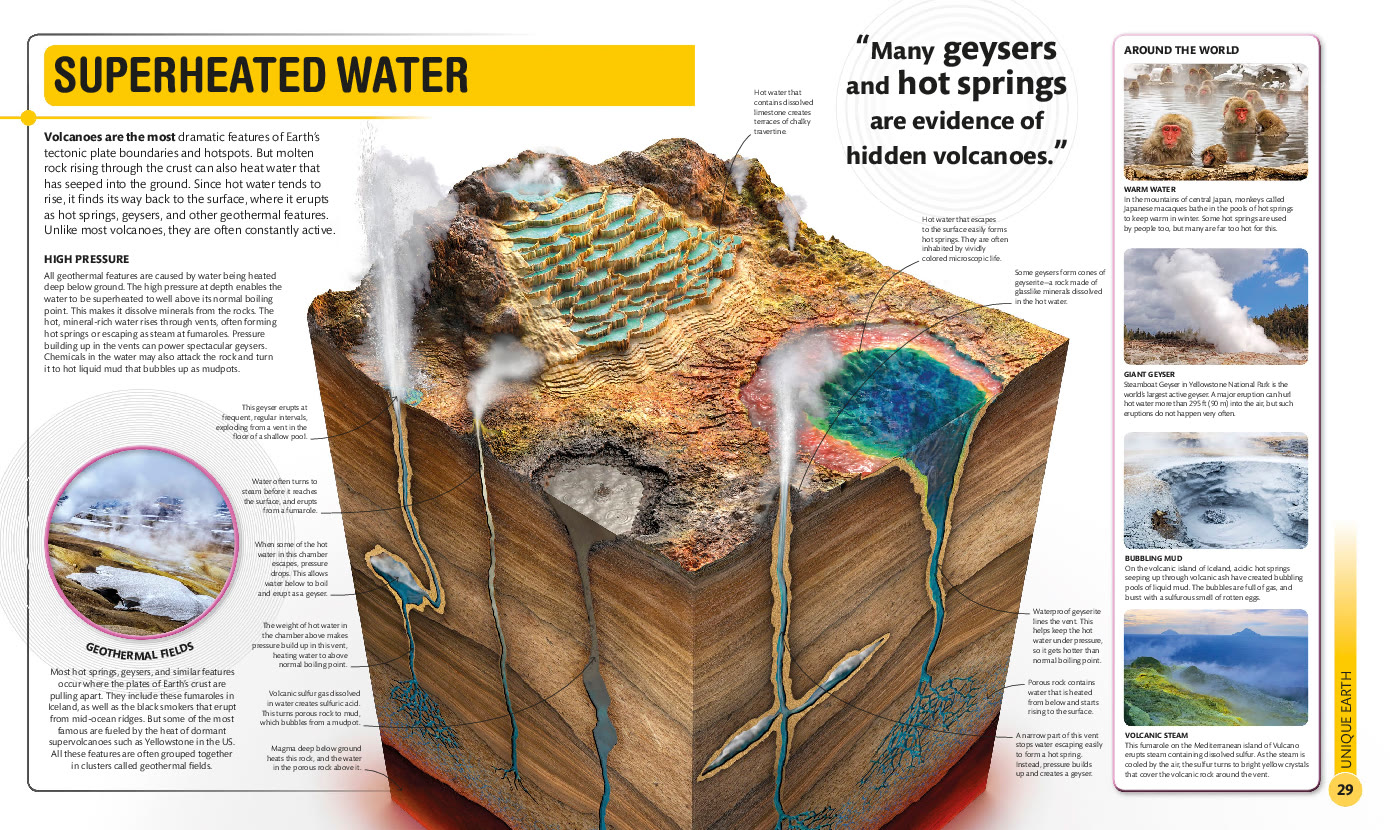 SUPERHEATED WATER
Volcanoes are the most dramatic features of Earth's
tectonic plate boundaries and hotspots. But molten
rock rising through the crust can also heat water that
has seeped into the ground. Since hot water tends to
rise, it finds its way back to the surface, where it erupts
as hot springs, geysers, and other geothermal features.
Unlike most volcanoes, they are often constantly active.
HIGH PRESSURE
All geothermal features are caused by water being heated
deep below ground. The high pressure at depth enables the
water to be superheated to well above its normal boiling
point. This makes it dissolve minerals from the rocks. The
hot, mineral-rich water rises through vents, often forming
hot springs or escaping as steam at fumaroles. Pressure
building up in the vents can power spectacular geysers.
Chemicals in the water may also attack the rock and turn
it to hot liquid mud that bubbles up as mudpots.
This geyser erupts at
frequent, regular intervals,
exploding from a vent in the
floor of a shallow pool.
Water often turns to
steam before it reaches
the surface, and erupts
from a fumarole.
When some of the hot
water in this chamber
escapes, pressure
drops. This allows
water below to boil
and erupt as a geyser.
The weight of hot water in
the chamber above makes
pressure build up in this vent,
heating water to above
normal boiling point.
Volcanic sulfur gas dissolved
in water creates sulfuric acid.
This turns porous rock to mud,
which bubbles from a mudpot.
Magma deep below ground
heats this rock, and the water
in the porous rock above it.
GEOTHERMAL FIELDS
Most hot springs, geysers, and similar features
occur where the plates of Earth's crust are
pulling apart. They include these fumaroles in
Iceland, as well as the black smokers that erupt
from mid-ocean ridges. But some of the most
famous are fueled by the heat of dormant
supervolcanoes such as Yellowstone in the US.
All these features are often grouped together
in clusters called geothermal fields.
Hot water that
contains dissolved
limestone creates
terraces of chalky
travertine.
“Many geysers
and hot springs
are evidence of
hidden volcanoes.”
Hot water that escapes
to the surface easily forms
hot springs. They are often
inhabited by vividly
colored microscopic life.
Some geysers form cones of
geyserite—a rock made of
glasslike minerals dissolved
in the hot water.
Waterproof geyserite
lines the vent. This
helps keep the hot
water under pressure,
so it gets hotter than
normal boiling point.
Porous rock contains
water that is heated
from below and starts
rising to the surface.
A narrow part of this vent
stops water escaping easily
to form a hot spring.
Instead, pressure builds
up and creates a geyser.
AROUND THE WORLD
WARM WATER
In the mountains of central Japan, monkeys called
Japanese macaques bathe in the pools of hot springs
to keep warm in winter. Some hot springs are used
by people too, but many are far too hot for this.
GIANT GEYSER
Steamboat Geyser in Yellowstone National Park is the
world's largest active geyser. A major eruption can hurl
hot water more than 295 ft (90 m) into the air, but such
eruptions do not happen very often.
BUBBLING MUD
On the volcanic island of Iceland, acidic hot springs
seeping up through volcanic ash have created bubbling
pools of liquid mud. The bubbles are full of gas, and
burst with a sulfurous smell of rotten eggs.
VOLCANIC STEAM
This fumarole on the Mediterranean island of Vulcano
erupts steam containing dissolved sulfur. As the steam is
cooled by the air, the sulfur turns to bright yellow crystals
that cover the volcanic rock around the vent.
UNIQUE EARTH
29